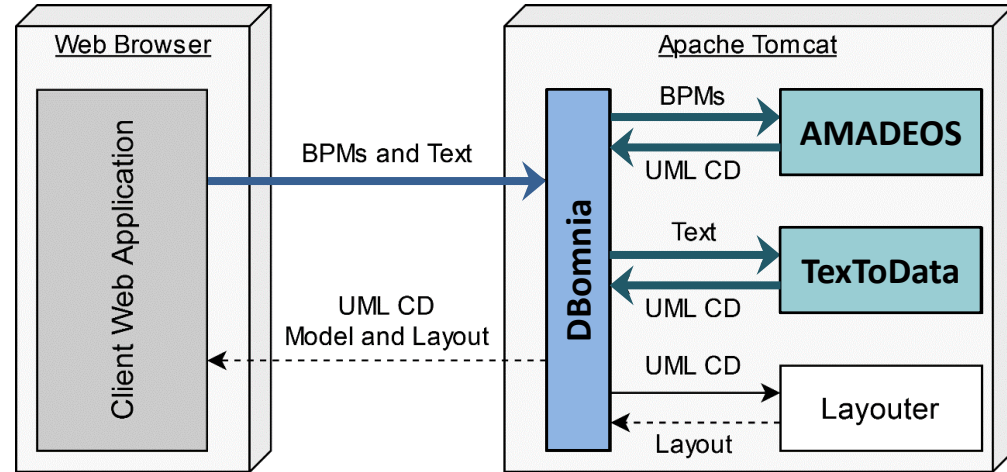 Web Browser
Client Web Application
BPMs and Text
UML CD
Model and Layout
Apache Tomcat
DBomnia
BPMs
AMADEOS
UML CD
Text
TexToData
UML CD
UML CD
Layouter
Layout